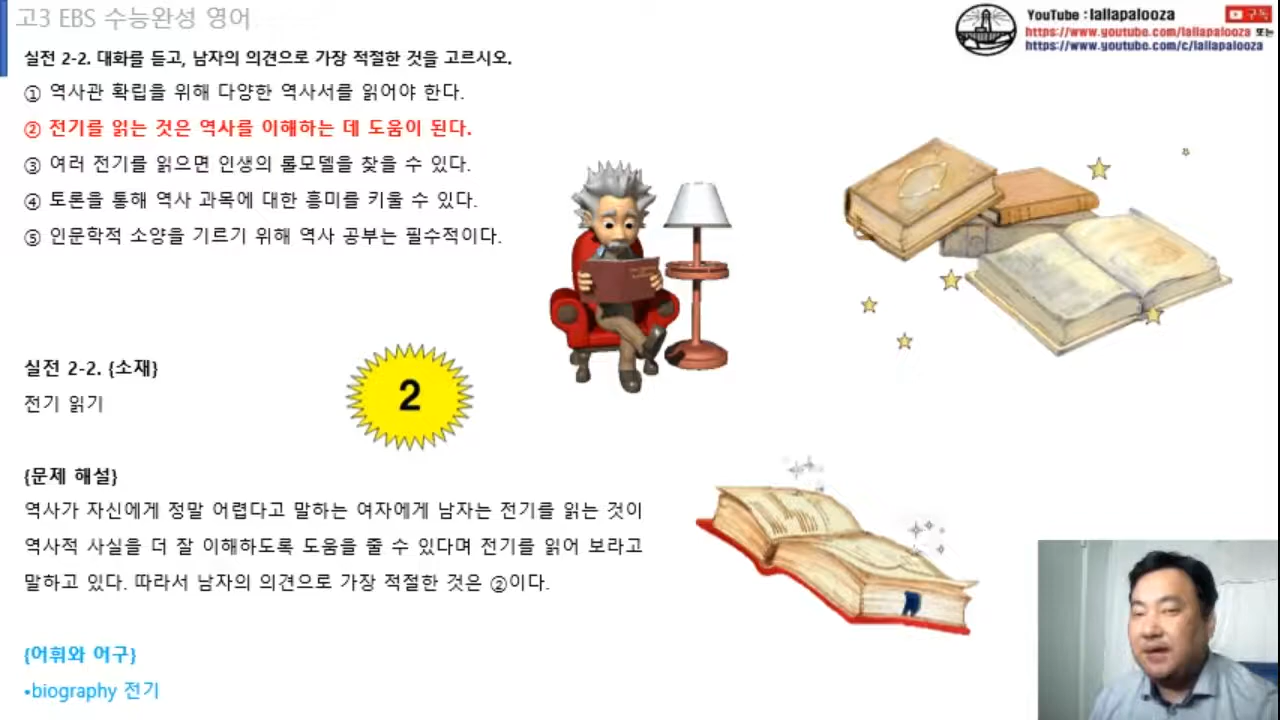 고3 EBS 수능완성 영어
YouTube : lallapalooza
구독
https://www.youtube.com/lallapalooza 또는
https://www.youtube.com/c/lallapalooza
실전 2-2. 대화를 듣고, 남자의 의견으로 가장 적절한 것을 고르시오.
① 역사관 확립을 위해 다양한 역사서를 읽어야 한다.
② 전기를 읽는 것은 역사를 이해하는 데 도움이 된다.
③ 여러 전기를 읽으면 인생의 롤모델을 찾을 수 있다.
④ 토론을 통해 역사 과목에 대한 흥미를 키울 수 있다.
⑤ 인문학적 소양을 기르기 위해 역사 공부는 필수적이다.
실전 2-2. {소재}
전기 읽기
2
{문제 해설}
역사가 자신에게 정말 어렵다고 말하는 여자에게 남자는 전기를 읽는 것이
역사적 사실을 더 잘 이해하도록 도움을 줄 수 있다며 전기를 읽어 보라고
말하고 있다. 따라서 남자의 의견으로 가장 적절한 것은 ②이다.
{어휘와 어구}
•biography 전기